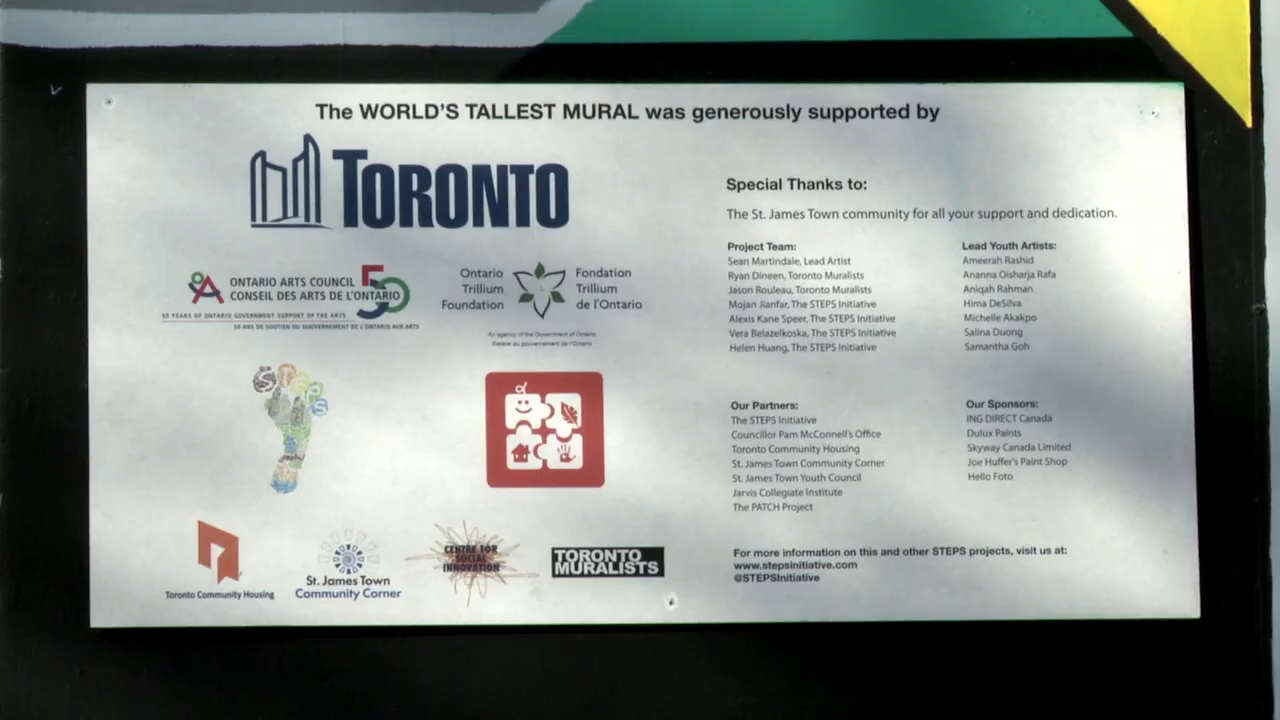 The WORLD'S TALLEST MURAL was generously supported by
TORONTO
ONTARIO ARTS COUNCIL
CONSEIL DES ARTS DE L'ONTARIO
50
50 YEARS OF ONTARIO GOVERNMENT SUPPORT OF THE ARTS
50 ANS DE SOUTIEN DU GOUVERNEMENT DE L'ONTARIO AUX ARTS
Ontario
Trillium
Foundation
Fondation
Trillium
de l'Ontario
An agency of the Government of Ontario.
Relève du gouvernement de l'Ontario.
STEPS
Toronto Community Housing
St. James Town
Community Corner
CENTRE FOR
SOCIAL
INNOVATION
TORONTO
MURALISTS
Special Thanks to:
The St. James Town community for all your support and dedication.
Project Team:
Sean Martindale, Lead Artist
Ryan Dineen, Toronto Muralists
Jason Rouleau, Toronto Muralists
Mojan Jianfar, The STEPS Initiative
Alexis Kane Speer, The STEPS Initiative
Vera Belazelkoska, The STEPS Initiative
Helen Huang, The STEPS Initiative
Lead Youth Artists:
Ameerah Rashid
Ananna Oisharja Rafa
Aniqah Rahman
Hima DeSilva
Michelle Akakpo
Salina Duong
Samantha Goh
Our Partners:
The STEPS Initiative
Councillor Pam McConnell's Office
Toronto Community Housing
St. James Town Community Corner
St. James Town Youth Council
Jarvis Collegiate Institute
The PATCH Project
Our Sponsors:
ING DIRECT Canada
Dulux Paints
Skyway Canada Limited
Joe Huffer's Paint Shop
Hello Foto
For more information on this and other STEPS projects, visit us at:
www.stepsinitiative.com
@STEPSInitiative